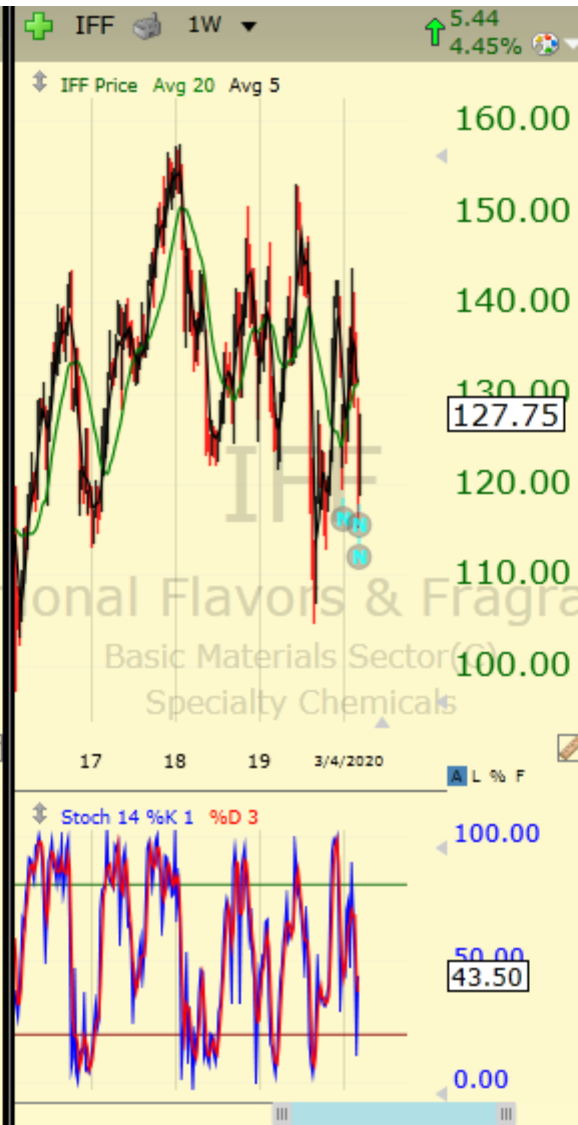 IFF 1W 5.44
4.45%
IFF Price Avg 20 Avg 5
160.00
150.00
140.00
130.00
127.75
120.00
110.00
100.00
IFF
onal Flavors & Fragra
Basic Materials Sector(C)
Specialty Chemicals
N N
N
17 18 19 3/4/2020
A L % F
Stoch 14 %K 1 %D 3
100.00
50.00
43.50
0.00